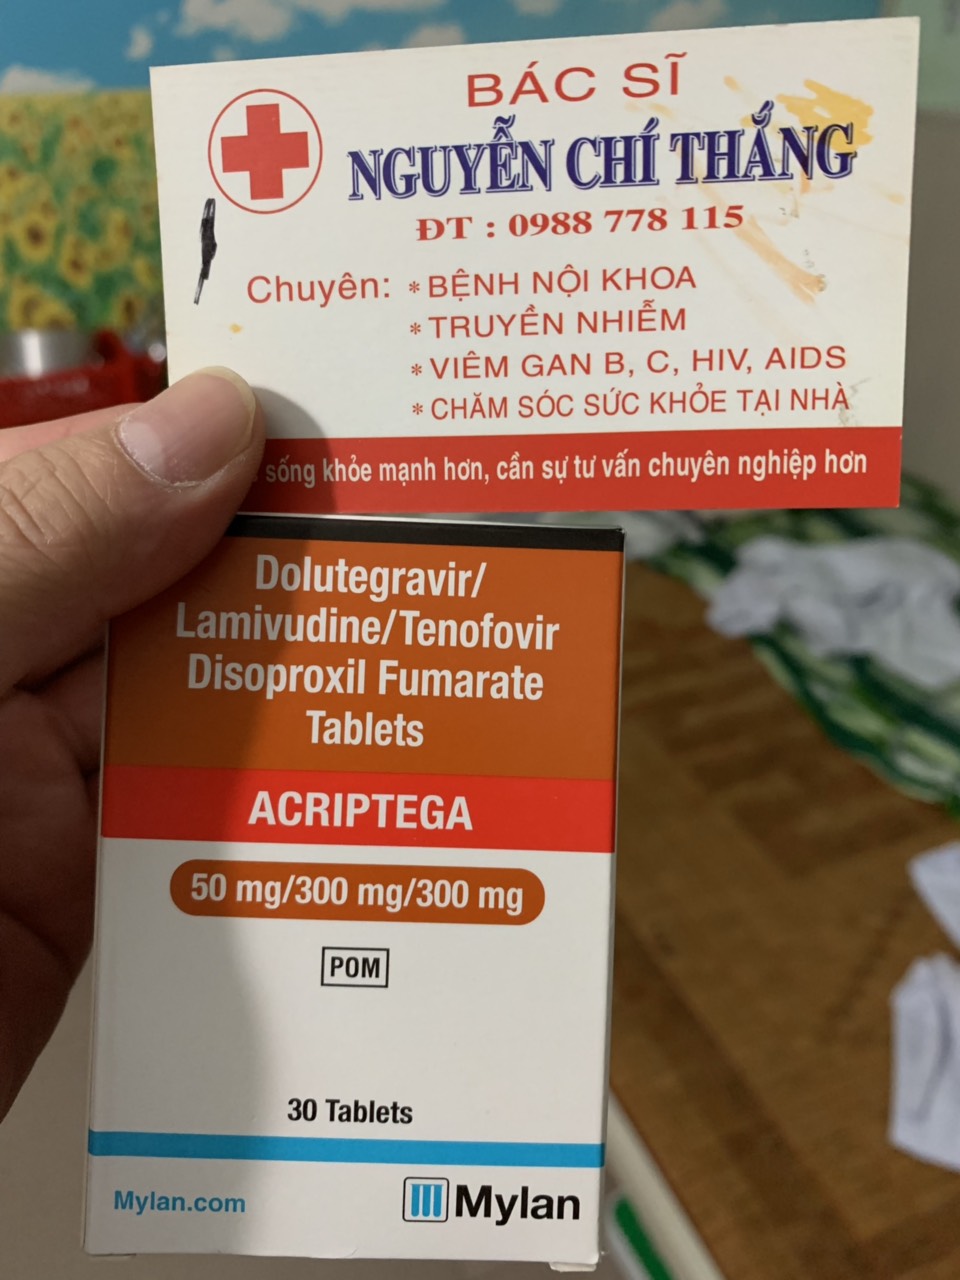 BÁC SĨ
NGUYỄN CHÍ THẮNG
ĐT : 0988 778 115
Chuyên: * BỆNH NỘI KHOA
* TRUYỀN NHIỄM
* VIÊM GAN B, C, HIV, AIDS
* CHĂM SÓC SỨC KHỎE TẠI NHÀ
sống khỏe mạnh hơn, cần sự tư vấn chuyên nghiệp hơn
Dolutegravir/
Lamivudine/Tenofovir
Disoproxil Fumarate
Tablets
ACRIPTEGA
50 mg/300 mg/300 mg
POM
30 Tablets
Mylan.com
Mylan